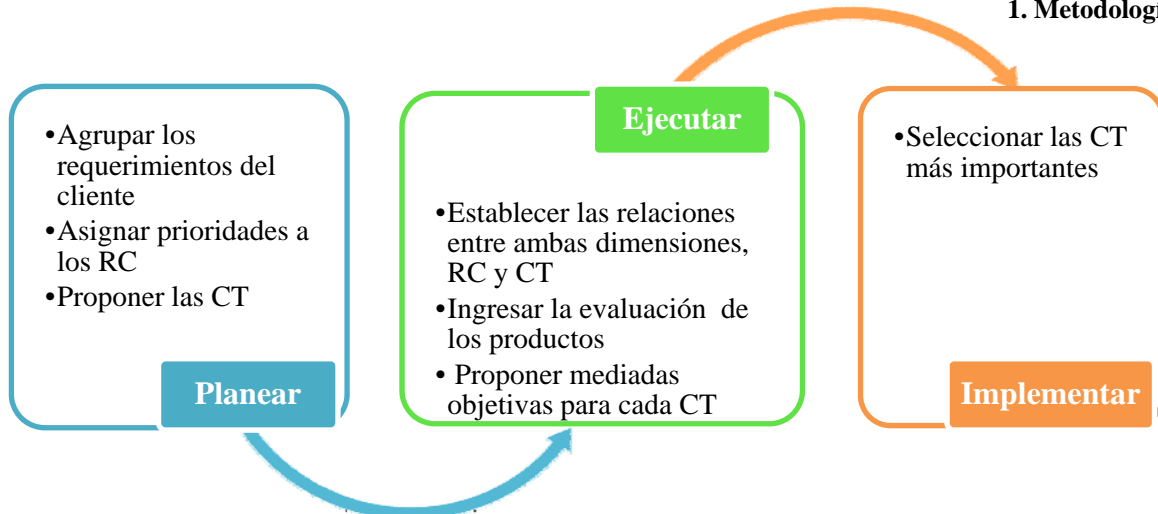 1. Metodologí
•Agrupar los
requerimientos del
cliente
•Asignar prioridades a
los RC
•Proponer las CT
Planear
Ejecutar
•Establecer las relaciones
entre ambas dimensiones,
RC y CT
•Ingresar la evaluación de
los productos
• Proponer mediadas
objetivas para cada CT
•Seleccionar las CT
más importantes
Implementar